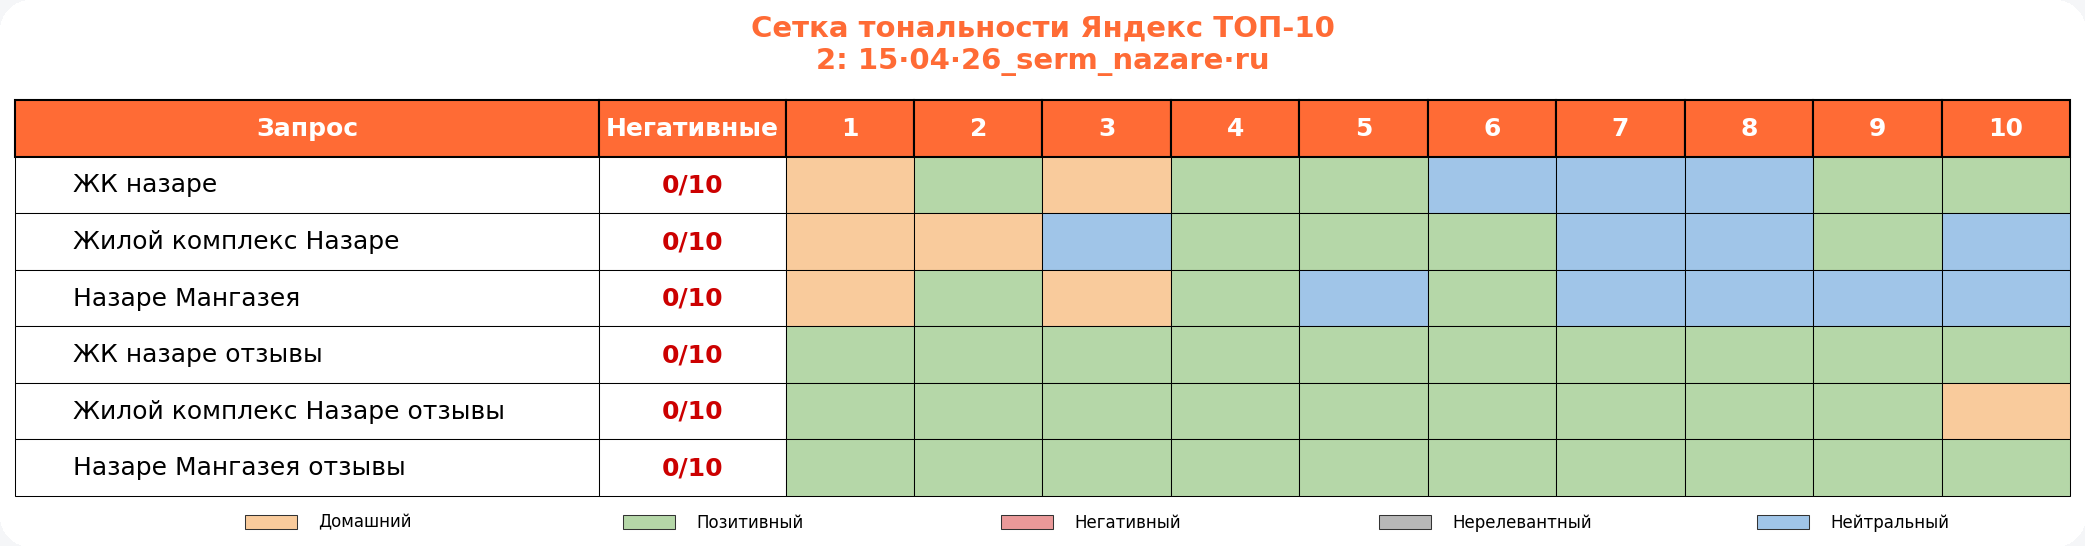 Сетка тональности Яндекс ТОП-10
2: 15·04·26_serm_nazare·ru
Запрос Негативные 1 2 3 4 5 6 7 8 9 10
ЖК назаре 0/10
Жилой комплекс Назаре 0/10
Назаре Мангазея 0/10
ЖК назаре отзывы 0/10
Жилой комплекс Назаре отзывы 0/10
Назаре Мангазея отзывы 0/10
Домашний Позитивный Негативный Нерелевантный Нейтральный